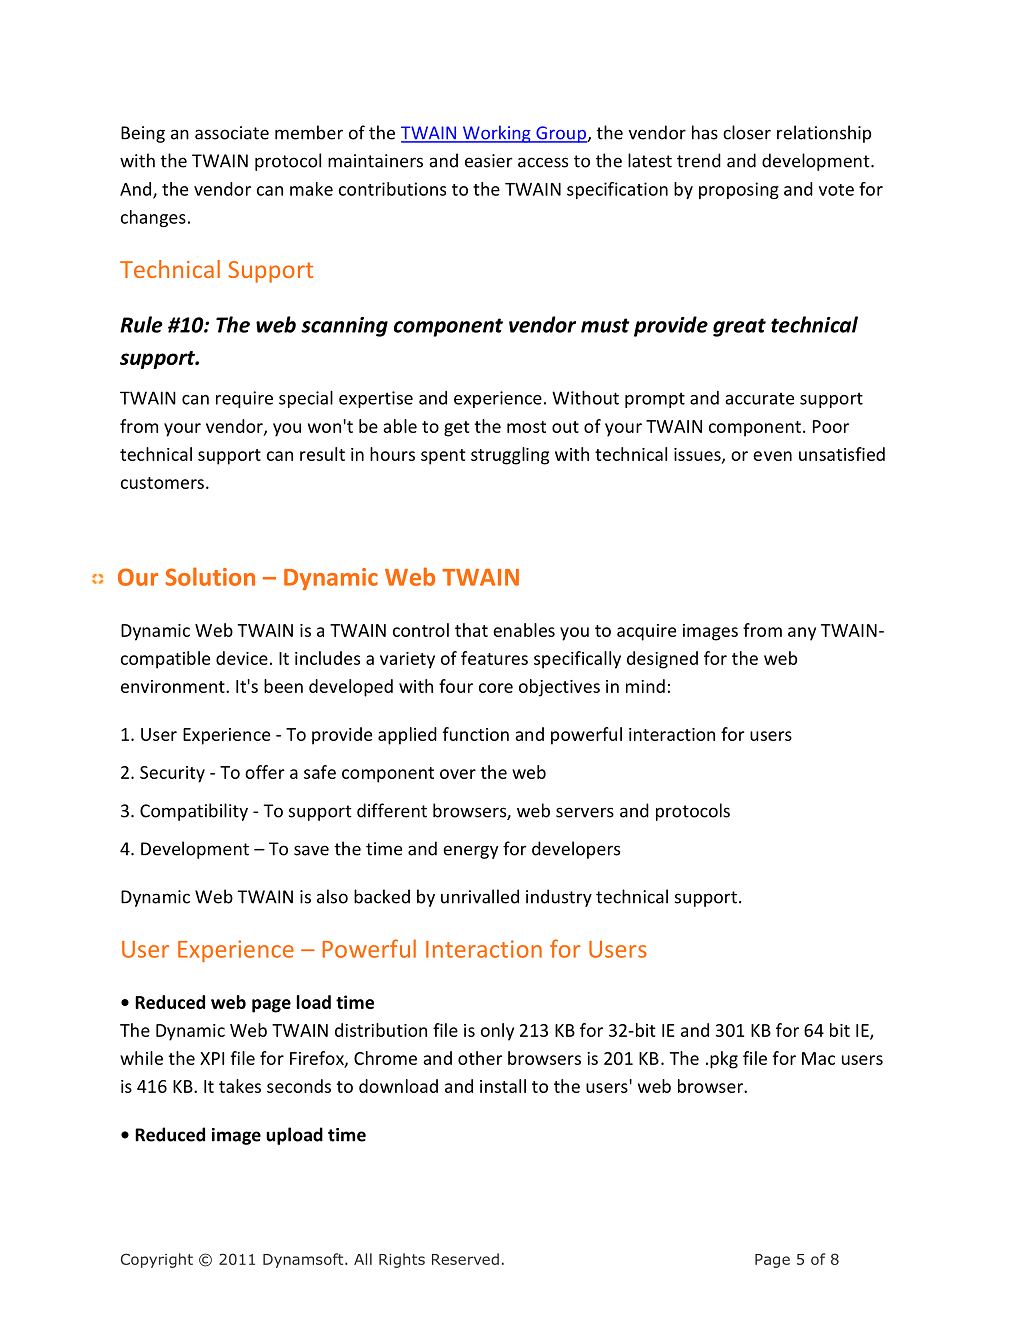 Being an associate member of the TWAIN Working Group, the vendor has closer relationship
with the TWAIN protocol maintainers and easier access to the latest trend and development.
And, the vendor can make contributions to the TWAIN specification by proposing and vote for
changes.
Technical Support
Rule #10: The web scanning component vendor must provide great technical
support.
TWAIN can require special expertise and experience. Without prompt and accurate support
from your vendor, you won't be able to get the most out of your TWAIN component. Poor
technical support can result in hours spent struggling with technical issues, or even unsatisfied
customers.
Our Solution – Dynamic Web TWAIN
Dynamic Web TWAIN is a TWAIN control that enables you to acquire images from any TWAIN-
compatible device. It includes a variety of features specifically designed for the web
environment. It's been developed with four core objectives in mind:
1. User Experience - To provide applied function and powerful interaction for users
2. Security - To offer a safe component over the web
3. Compatibility - To support different browsers, web servers and protocols
4. Development – To save the time and energy for developers
Dynamic Web TWAIN is also backed by unrivalled industry technical support.
User Experience – Powerful Interaction for Users
• Reduced web page load time
The Dynamic Web TWAIN distribution file is only 213 KB for 32-bit IE and 301 KB for 64 bit IE,
while the XPI file for Firefox, Chrome and other browsers is 201 KB. The .pkg file for Mac users
is 416 KB. It takes seconds to download and install to the users' web browser.
• Reduced image upload time
Copyright © 2011 Dynamsoft. All Rights Reserved. Page 5 of 8